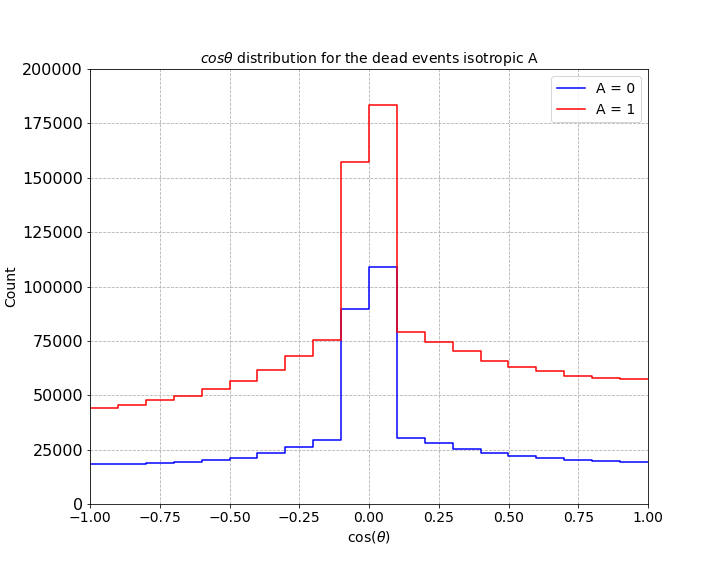 cosθ distribution for the dead events isotropic A
200000
175000
150000
125000
100000
75000
50000
25000
0
Count
A = 0
A = 1
−1.00 −0.75 −0.50 −0.25 0.00 0.25 0.50 0.75 1.00
cos(θ)